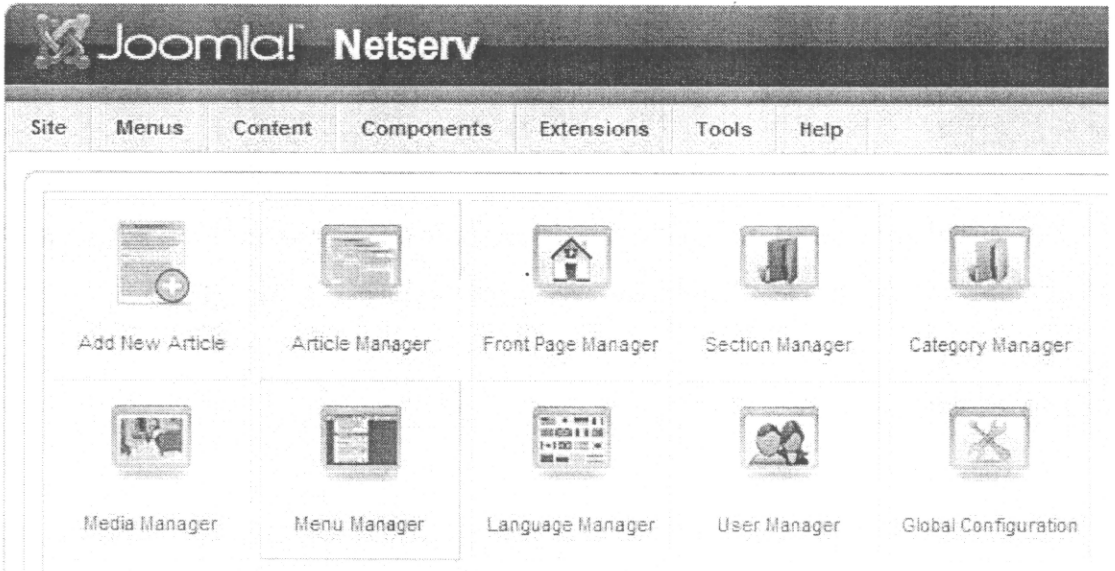 Joomla! Netserv
Site Menus Content Components Extensions Tools Help
Add New Article Article Manager Front Page Manager Section Manager Category Manager
Media Manager Menu Manager Language Manager User Manager Global Configuration